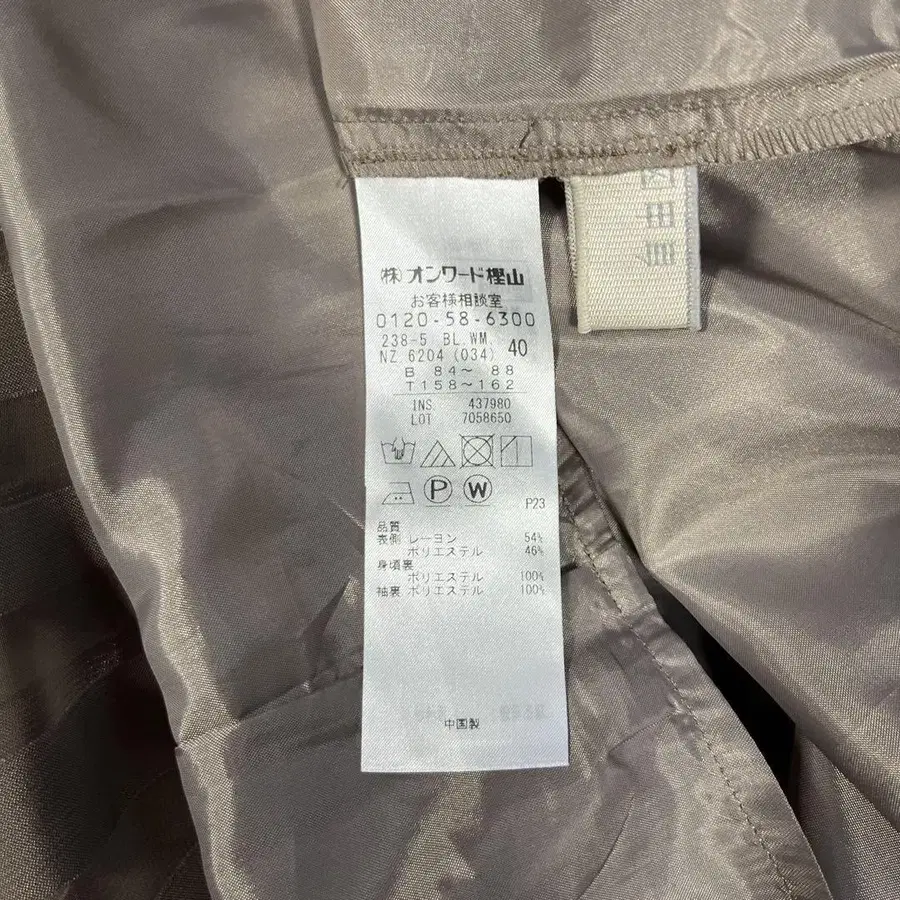 (株)オンワード樫山
お客様相談室
0120-58-6300
238-5 BL.WM.
NZ 6204 (034) 40
B 84~ 88
T158~162
INS. 437980
LOT 7058650
P
W
P23
品質
表側 レーヨン 54%
ポリエステル 46%
身頃裏
ポリエステル 100%
袖裏 ポリエステル 100%
中国製